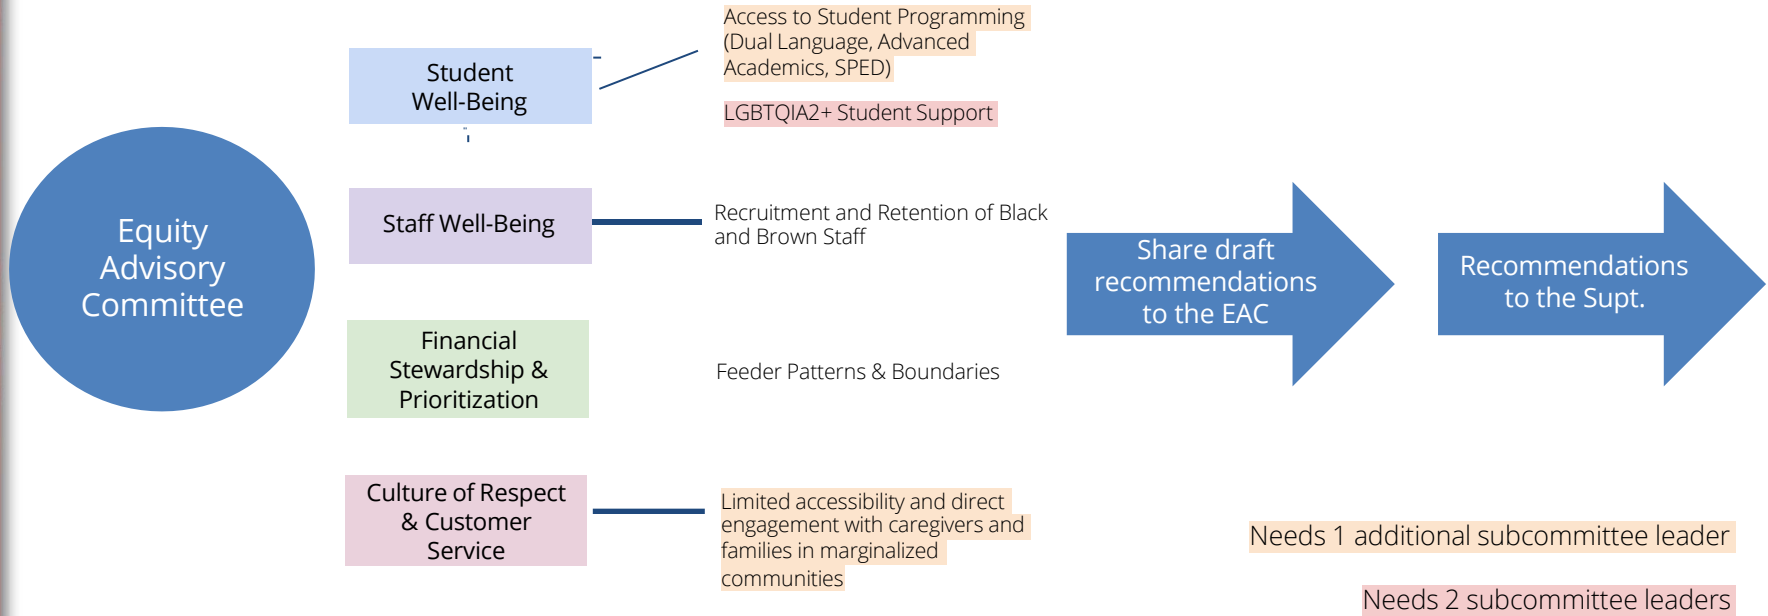 Equity
Advisory
Committee
Student
Well-Being
Access to Student Programming
(Dual Language, Advanced
Academics, SPED)
LGBTQIA2+ Student Support
Staff Well-Being
Recruitment and Retention of Black
and Brown Staff
Financial
Stewardship &
Prioritization
Feeder Patterns & Boundaries
Culture of Respect
& Customer
Service
Limited accessibility and direct
engagement with caregivers and
families in marginalized
communities
Share draft
recommendations
to the EAC
Recommendations
to the Supt.
Needs 1 additional subcommittee leader
Needs 2 subcommittee leaders